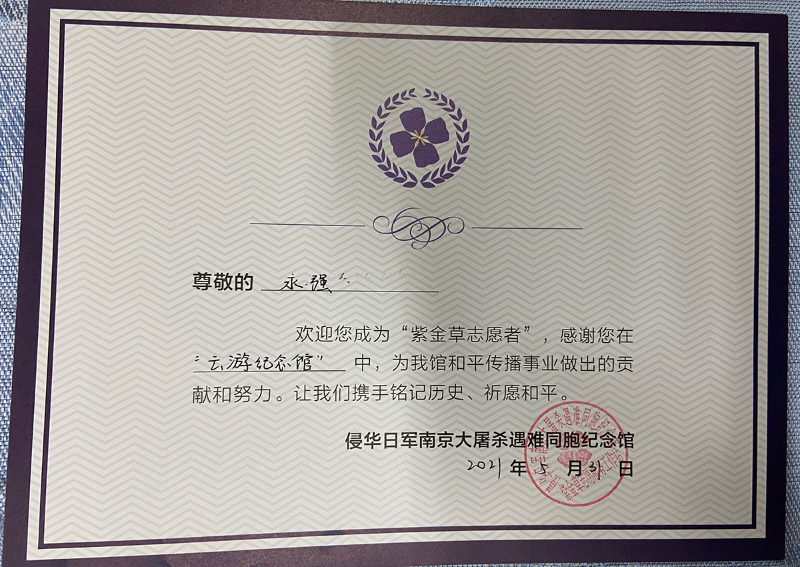 尊敬的 永强
欢迎您成为“紫金草志愿者”，感谢您在
“云游纪念馆” 中，为我馆和平传播事业做出的贡
献和努力。让我们携手铭记历史、祈愿和平。
侵华日军南京大屠杀遇难同胞纪念馆
2021 年 5 月 31 日